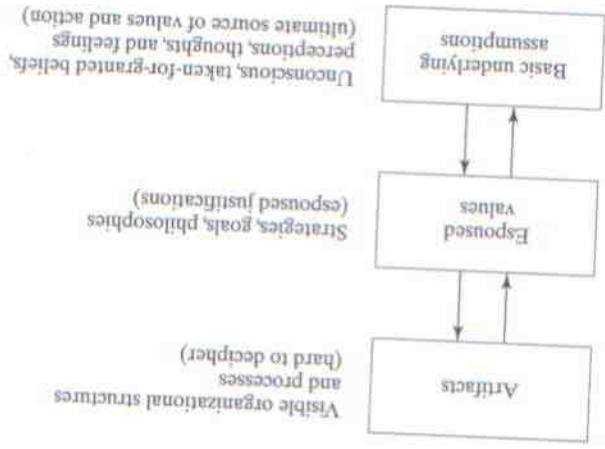 Artifacts
Visible organizational structures
and processes
(hard to decipher)
Espoused
values
Strategies, goals, philosophies
(espoused justifications)
Basic underlying
assumptions
Unconscious, taken-for-granted beliefs,
perceptions, thoughts, and feelings
(ultimate source of values and action)